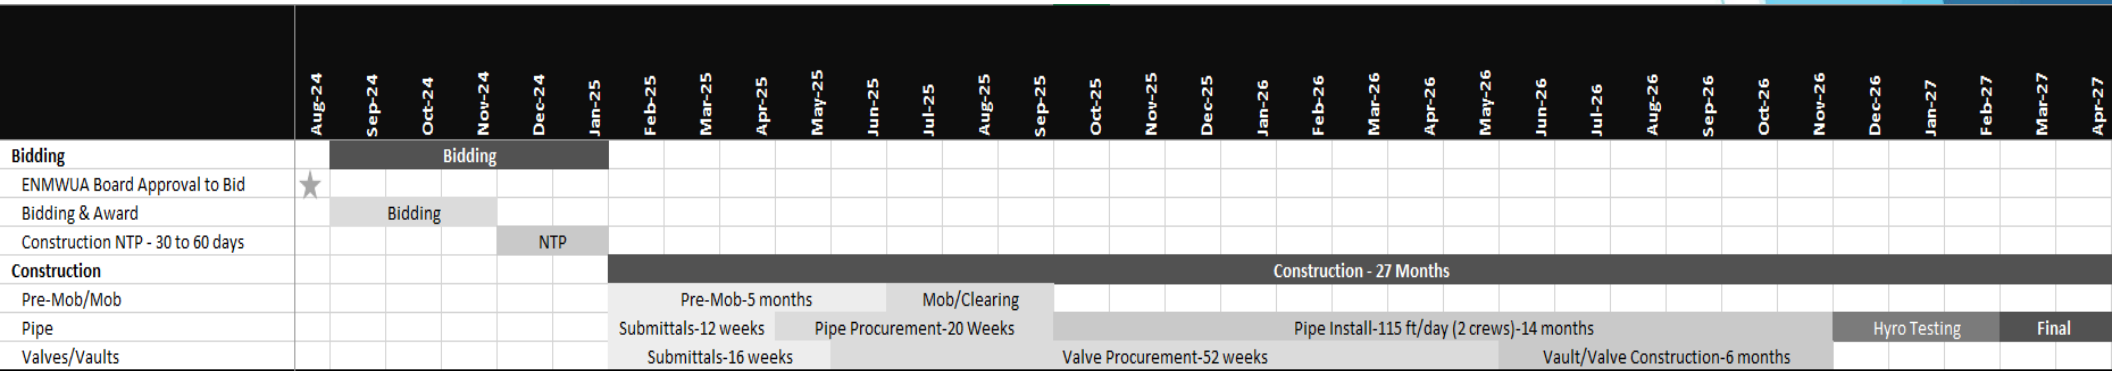 Aug-24 Sep-24 Oct-24 Nov-24 Dec-24 Jan-25 Feb-25 Mar-25 Apr-25 May-25 Jun-25 Jul-25 Aug-25 Sep-25 Oct-25 Nov-25 Dec-25 Jan-26 Feb-26 Mar-26 Apr-26 May-26 Jun-26 Jul-26 Aug-26 Sep-26 Oct-26 Nov-26 Dec-26 Jan-27 Feb-27 Mar-27 Apr-27
Bidding Bidding
ENMWUA Board Approval to Bid
Bidding & Award Bidding
Construction NTP - 30 to 60 days NTP
Construction Construction - 27 Months
Pre-Mob/Mob Pre-Mob-5 months Mob/Clearing
Pipe Submittals-12 weeks Pipe Procurement-20 Weeks Pipe Install-115 ft/day (2 crews)-14 months Hyro Testing Final
Valves/Vaults Submittals-16 weeks Valve Procurement-52 weeks Vault/Valve Construction-6 months